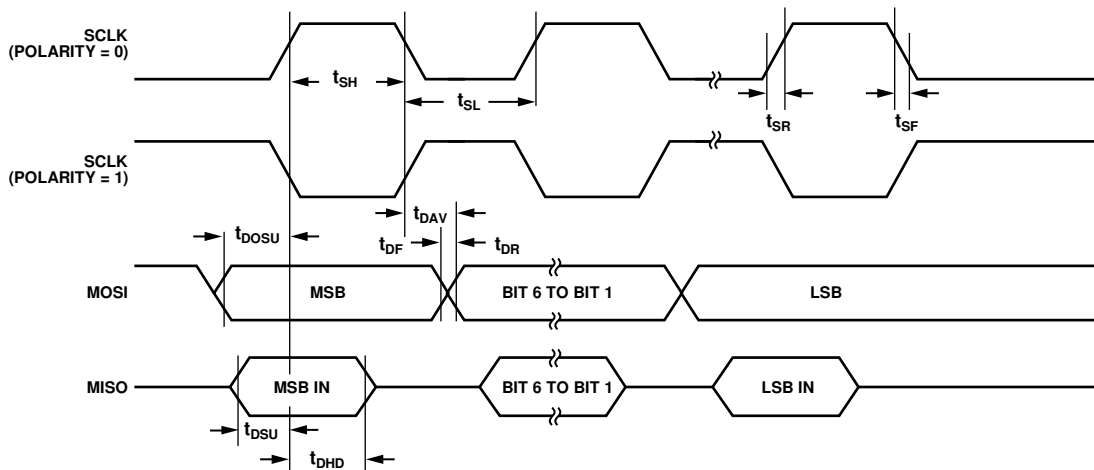 SCLK
(POLARITY = 0)
tSH
tSL
tSR
tSF
SCLK
(POLARITY = 1)
tDAV
tDOSU
tDF
tDR
MOSI
MSB
BIT 6 TO BIT 1
LSB
MISO
MSB IN
BIT 6 TO BIT 1
LSB IN
tDSU
tDHD